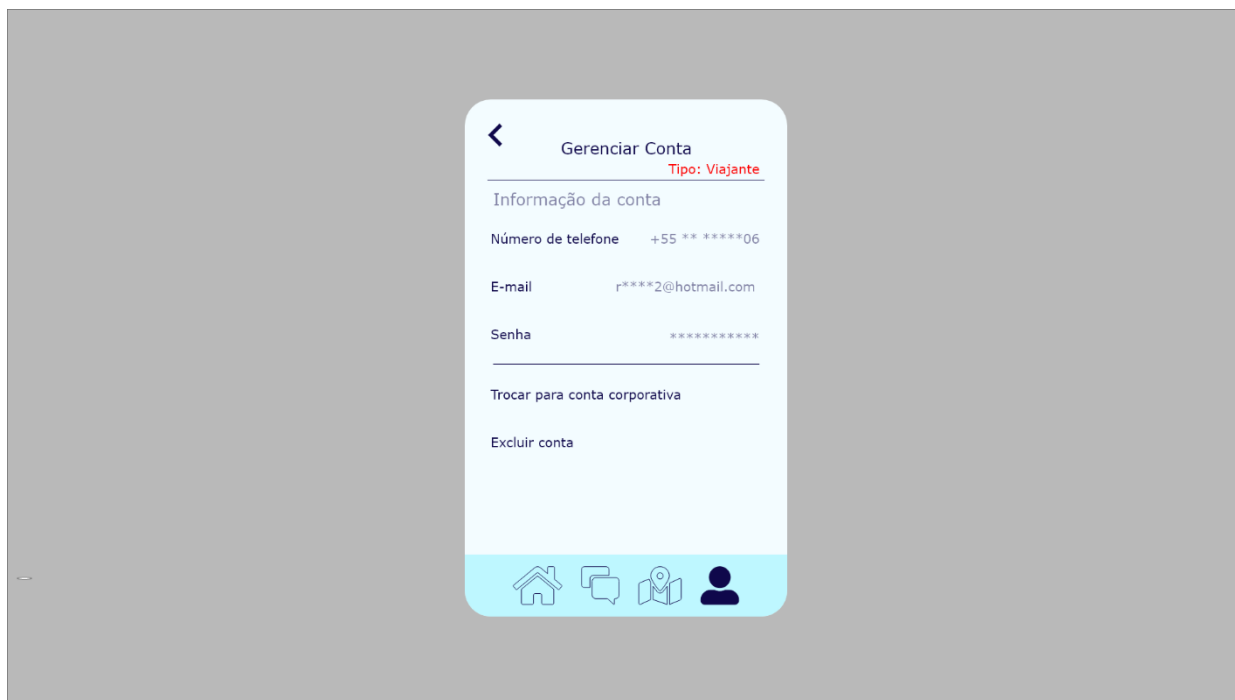 Gerenciar Conta
Tipo: Viajante
Informação da conta
Número de telefone +55 ** *****06
E-mail r****2@hotmail.com
Senha ***********
Trocar para conta corporativa
Excluir conta